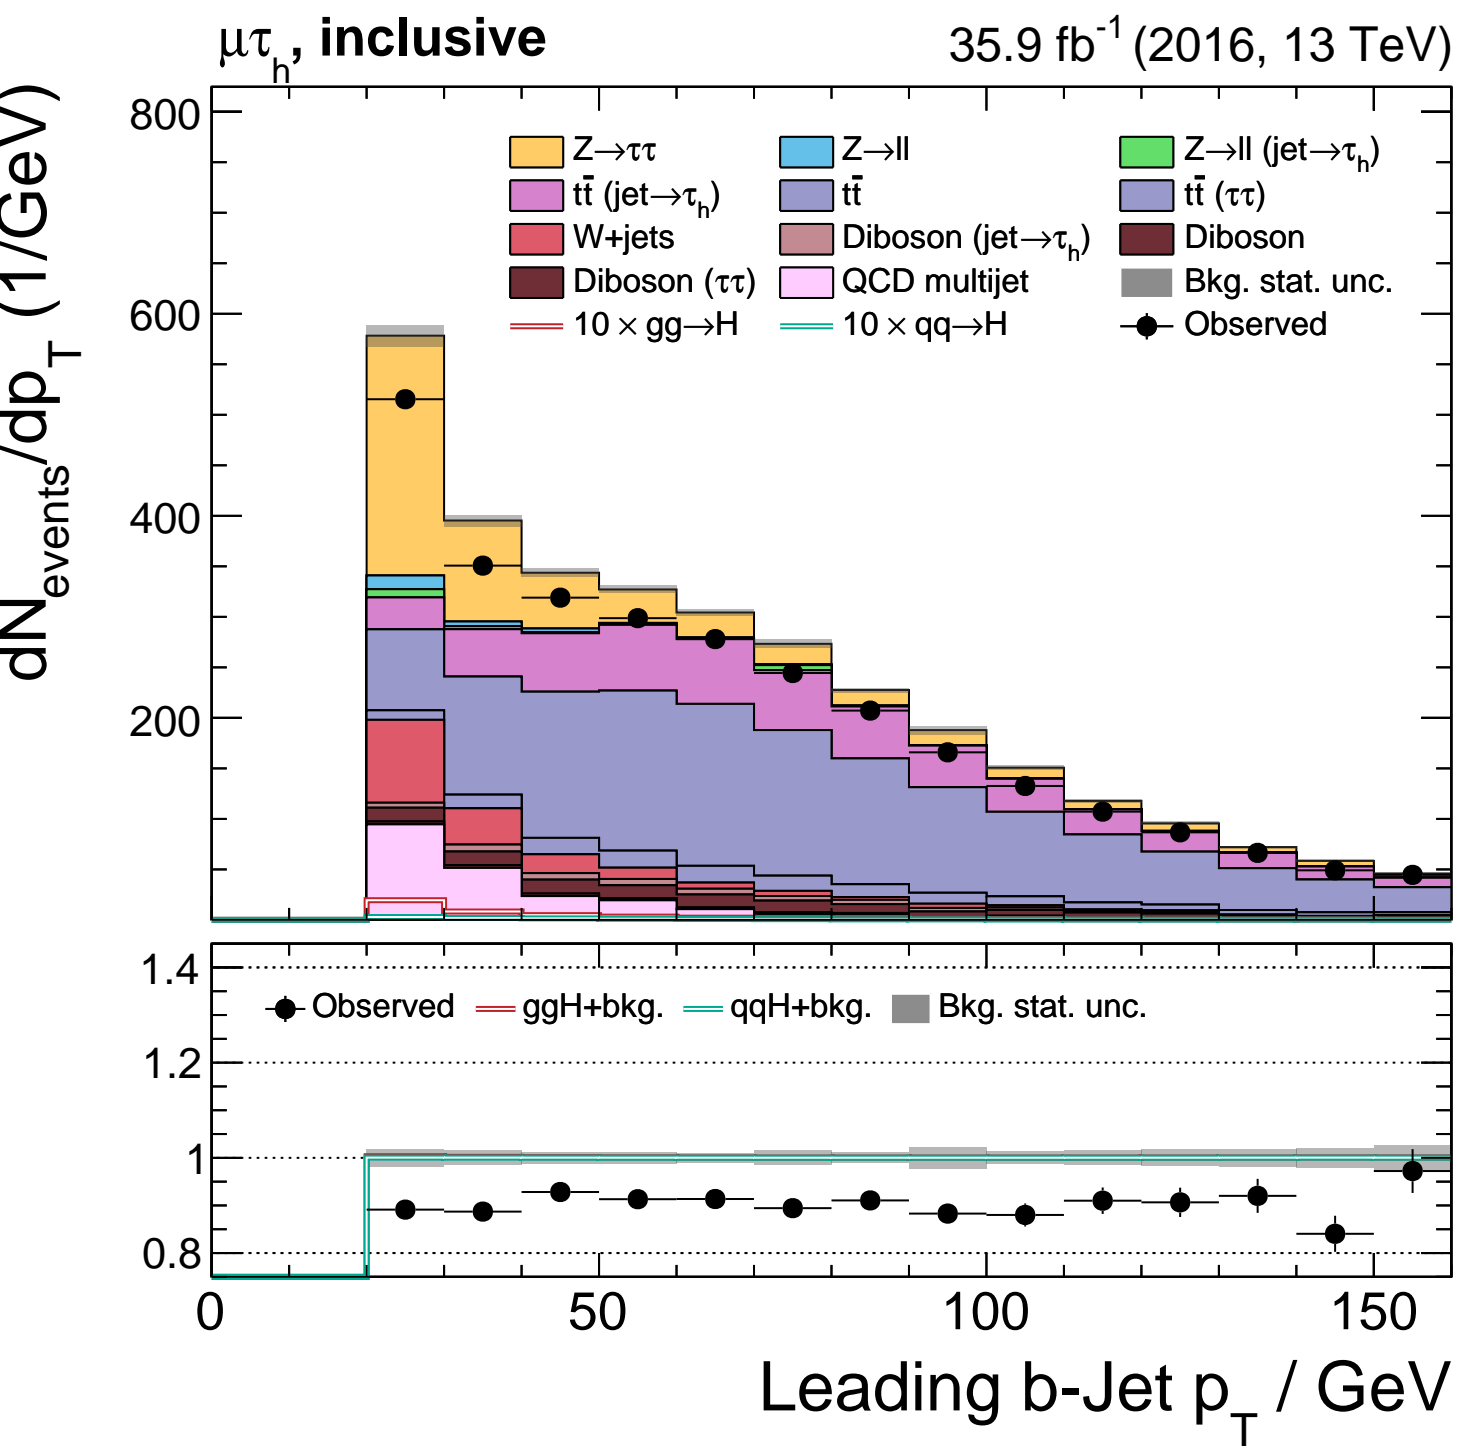 μτh, inclusive
35.9 fb-1 (2016, 13 TeV)
dNevents/dpT (1/GeV)
800
600
400
200
Z→ττ
Z→ll
Z→ll (jet→τh)
tt̄ (jet→τh)
tt̄
tt̄ (ττ)
W+jets
Diboson (jet→τh)
Diboson
Diboson (ττ)
QCD multijet
Bkg. stat. unc.
10 × gg→H
10 × qq→H
Observed
1.4
1.2
1
0.8
Observed
ggH+bkg.
qqH+bkg.
Bkg. stat. unc.
0
50
100
150
Leading b-Jet pT / GeV